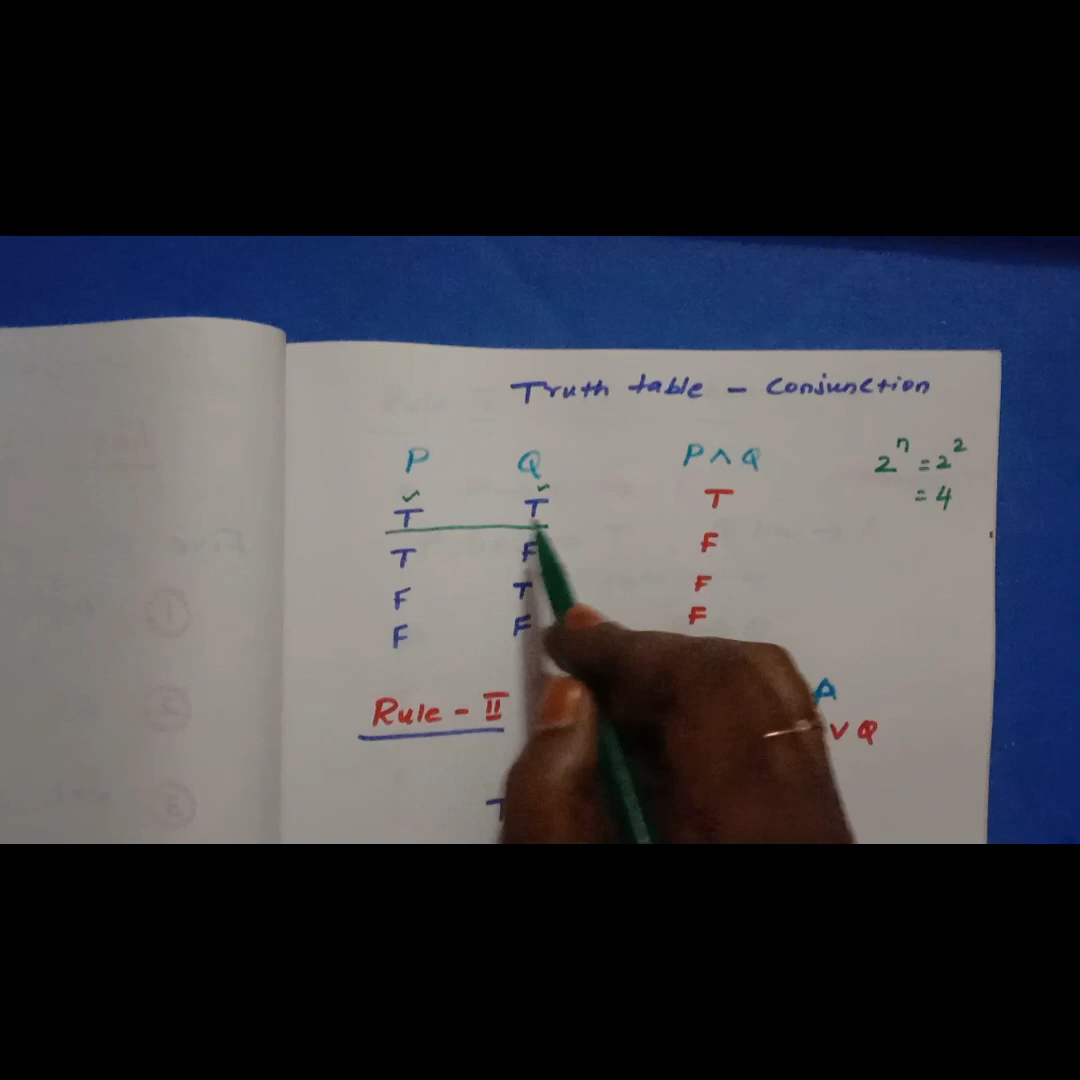 Truth table - Conjunction
P Q P ∧ Q 2ⁿ = 2²
T T T = 4
T F F
F T F
F F F
Rule - II
∨ Q
T